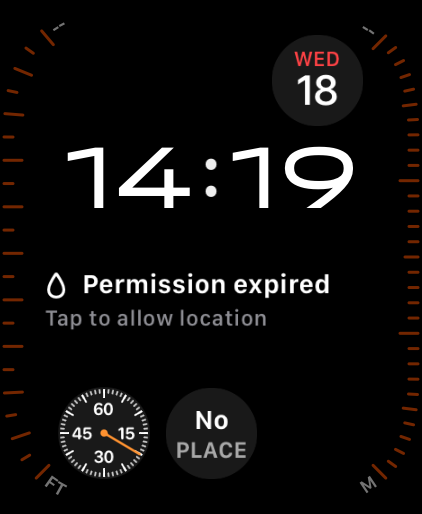 --
--
WED
18
14:19
Permission expired
Tap to allow location
60
45 15
30
No
PLACE
FT
M